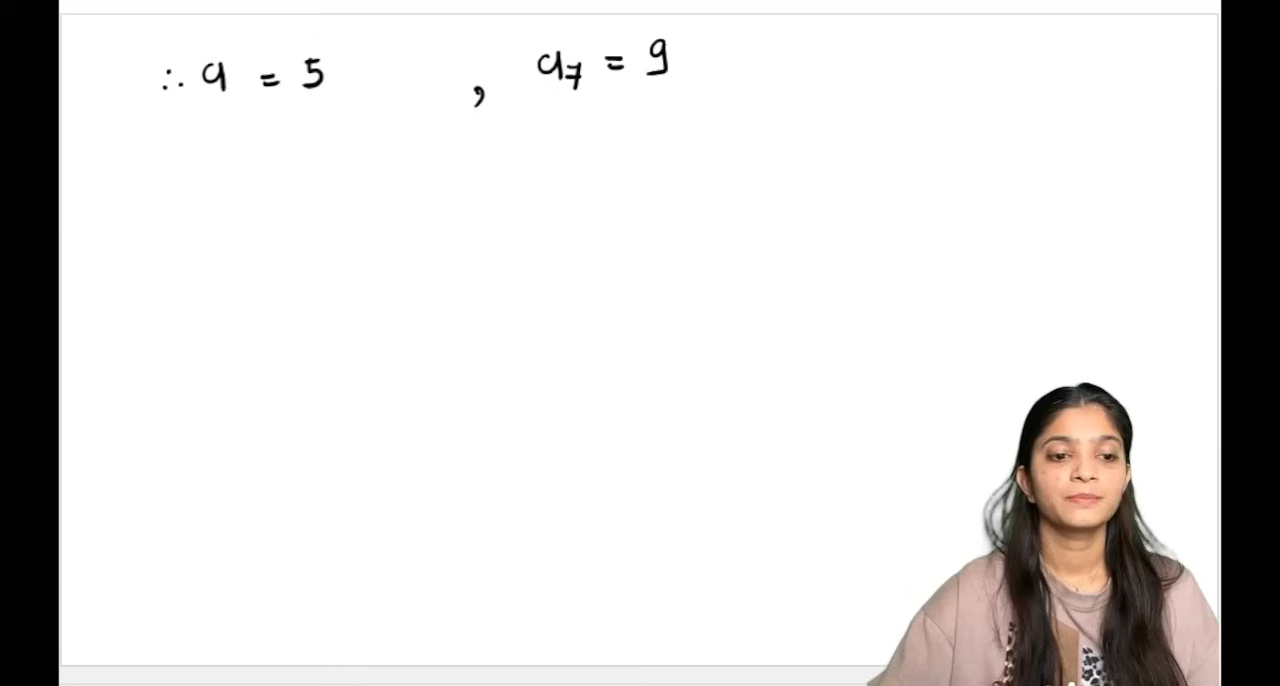 ∴ a = 5 , a₇ = 9